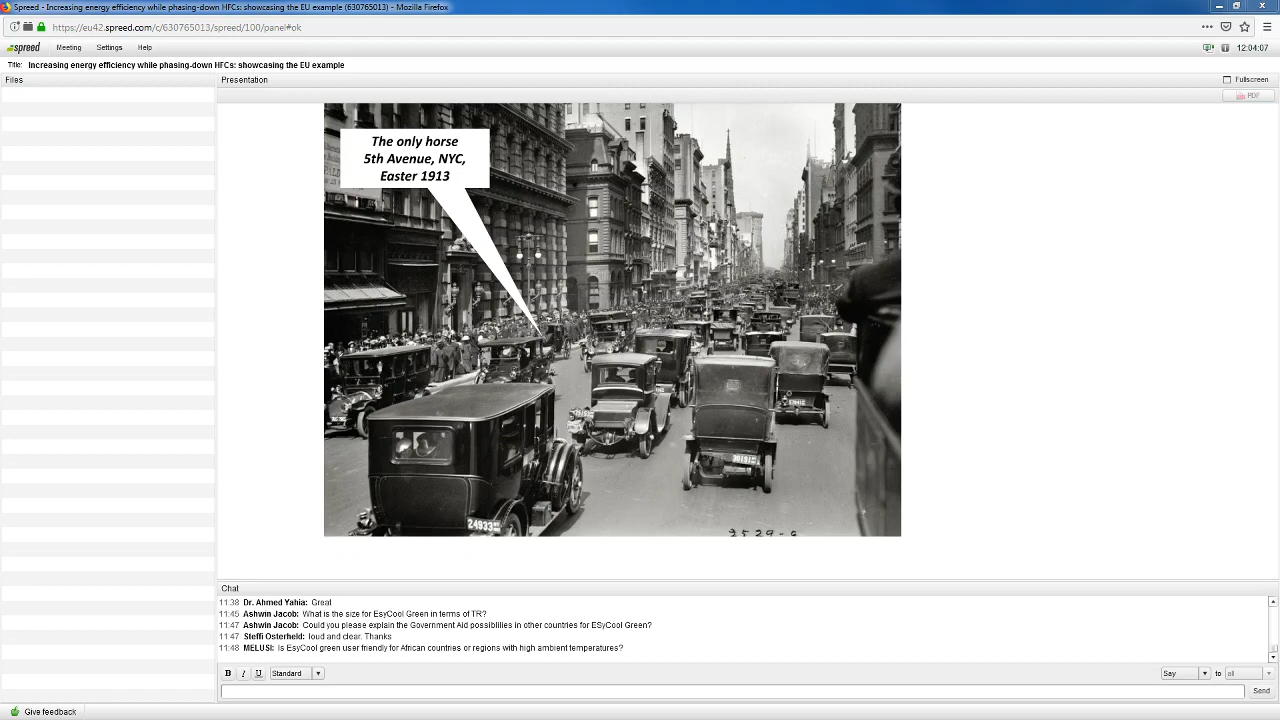 Spreed - Increasing energy efficiency while phasing-down HFCs: showcasing the EU example (630765013) - Mozilla Firefox
https://eu42.spreed.com/c/630765013/spreed/100/panel#ok
spreed Meeting Settings Help 12:04:07
Title: Increasing energy efficiency while phasing-down HFCs: showcasing the EU example
Files
Presentation
Fullscreen
PDF
The only horse
5th Avenue, NYC,
Easter 1913
24933
Chat
11:38 Dr. Ahmed Yahia: Great
11:45 Ashwin Jacob: What is the size for EsyCool Green in terms of TR?
11:47 Ashwin Jacob: Could you please explain the Government Aid possibliities in other countries for ESyCool Green?
11:47 Steffi Osterheld: loud and clear. Thanks
11:48 MELUSI: Is EsyCool green user friendly for African countries or regions with high ambient temperatures?
B I U Standard
Say to all
Send
Give feedback